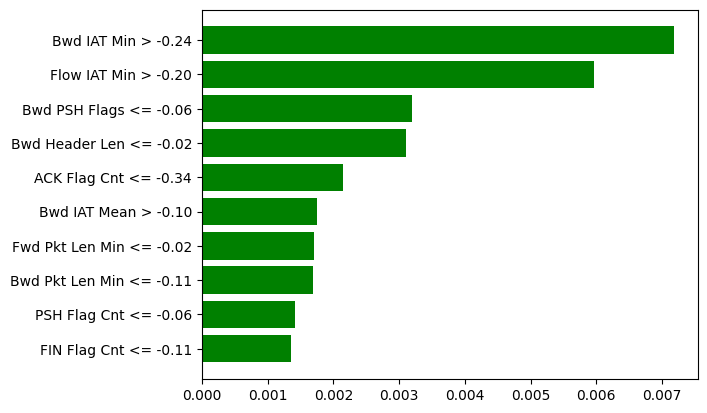 Bwd IAT Min > -0.24
Flow IAT Min > -0.20
Bwd PSH Flags <= -0.06
Bwd Header Len <= -0.02
ACK Flag Cnt <= -0.34
Bwd IAT Mean > -0.10
Fwd Pkt Len Min <= -0.02
Bwd Pkt Len Min <= -0.11
PSH Flag Cnt <= -0.06
FIN Flag Cnt <= -0.11
0.000 0.001 0.002 0.003 0.004 0.005 0.006 0.007